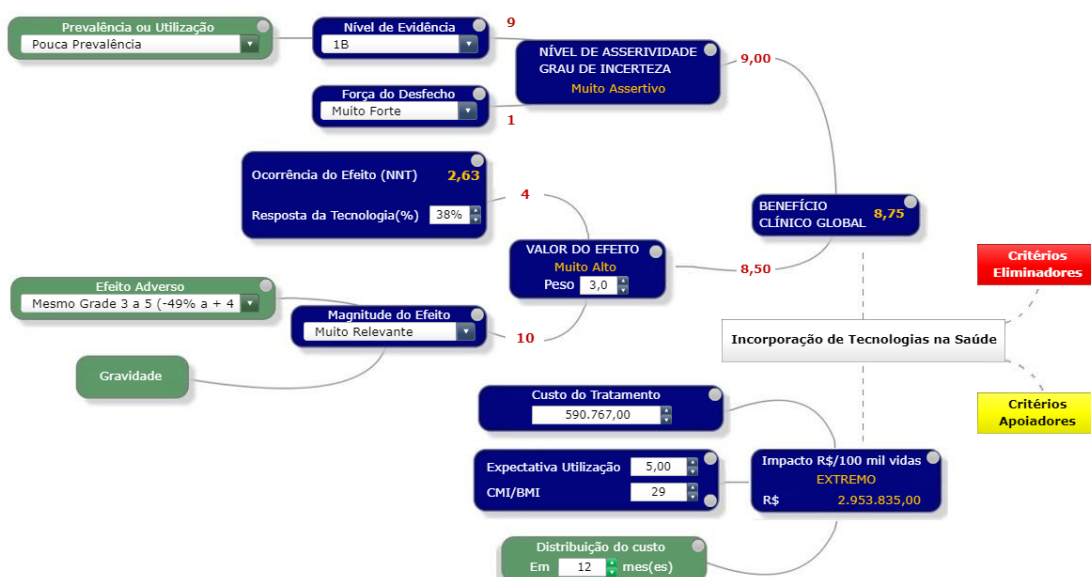 Prevalência ou Utilização
Pouca Prevalência
Nível de Evidência
1B
9
NÍVEL DE ASSERIVIDADE
GRAU DE INCERTEZA
Muito Assertivo
9,00
Força do Desfecho
Muito Forte
1
Ocorrência do Efeito (NNT) 2,63
Resposta da Tecnologia(%) 38%
4
BENEFÍCIO
CLÍNICO GLOBAL
8,75
VALOR DO EFEITO
Muito Alto
Peso 3,0
8,50
Critérios
Eliminadores
Efeito Adverso
Mesmo Grade 3 a 5 (-49% a + 4
Magnitude do Efeito
Muito Relevante
10
Incorporação de Tecnologias na Saúde
Gravidade
Custo do Tratamento
590.767,00
Critérios
Apoiadores
Expectativa Utilização 5,00
CMI/BMI 29
Impacto R$/100 mil vidas
EXTREMO
R$ 2.953.835,00
Distribuição do custo
Em 12 mes(es)